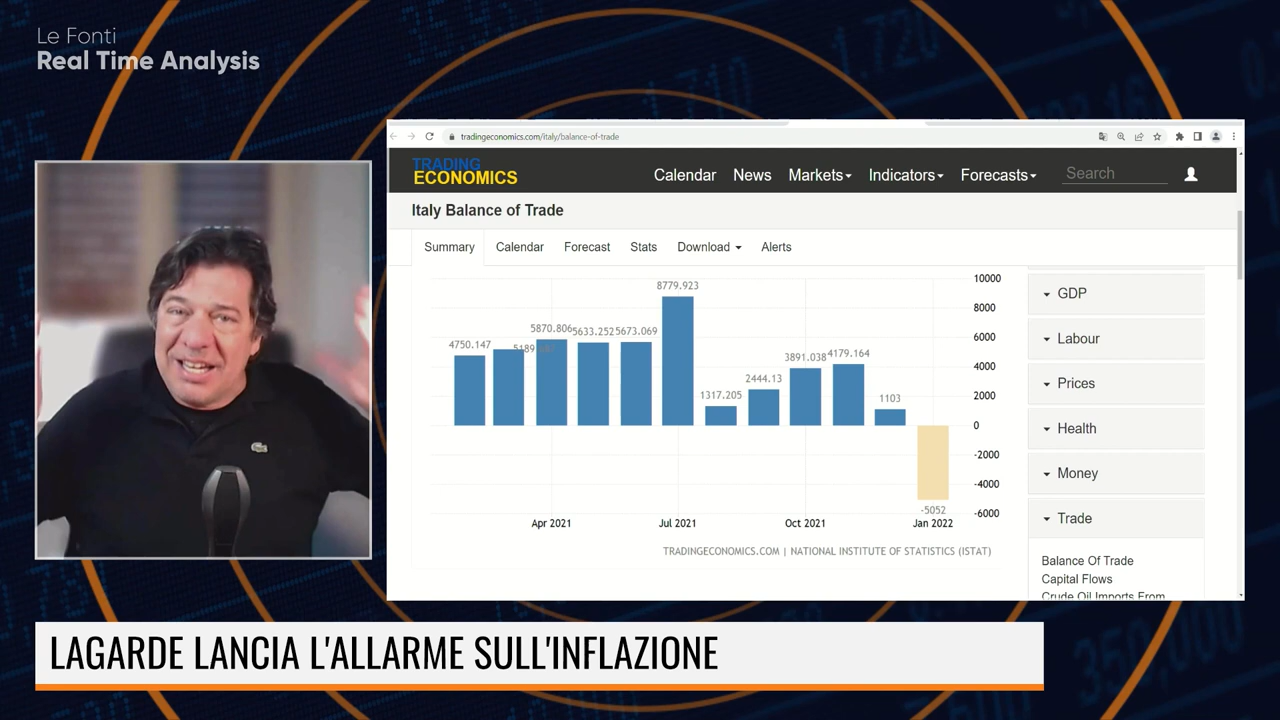 Le Fonti
Real Time Analysis
tradingeconomics.com/italy/balance-of-trade
TRADING
ECONOMICS
Calendar News Markets Indicators Forecasts Search
Italy Balance of Trade
Summary Calendar Forecast Stats Download Alerts
10000
8000
6000
4000
2000
0
-2000
-4000
-6000
4750.147
5870.806
5633.252
5673.069
8779.923
1317.205
2444.13
3891.038
4179.164
1103
-5052
Apr 2021
Jul 2021
Oct 2021
Jan 2022
TRADINGECONOMICS.COM | NATIONAL INSTITUTE OF STATISTICS (ISTAT)
GDP
Labour
Prices
Health
Money
Trade
Balance Of Trade
Capital Flows
Crude Oil Imports From
LAGARDE LANCIA L'ALLARME SULL'INFLAZIONE